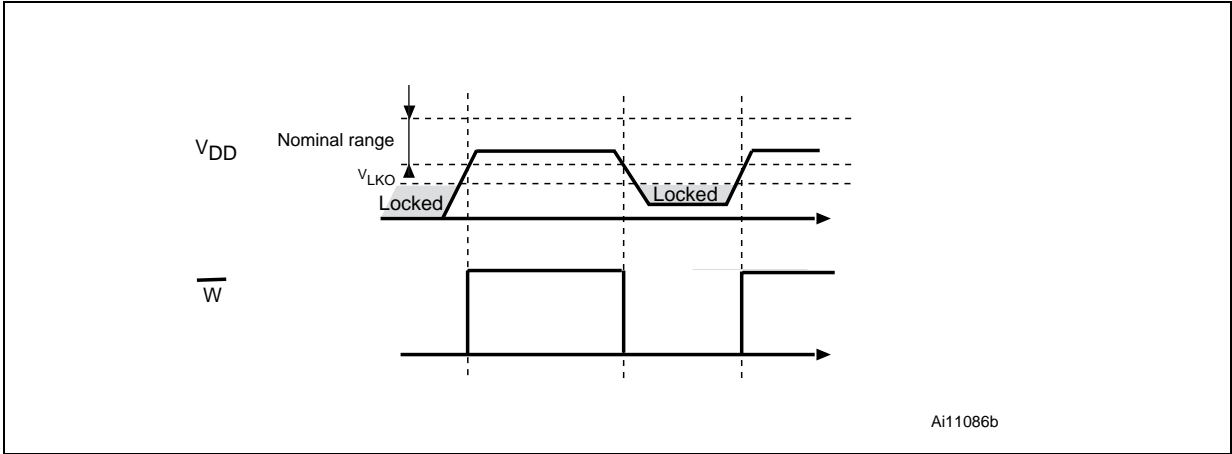 Nominal range
VDD
VLKO
Locked
Locked
W
Ai11086b